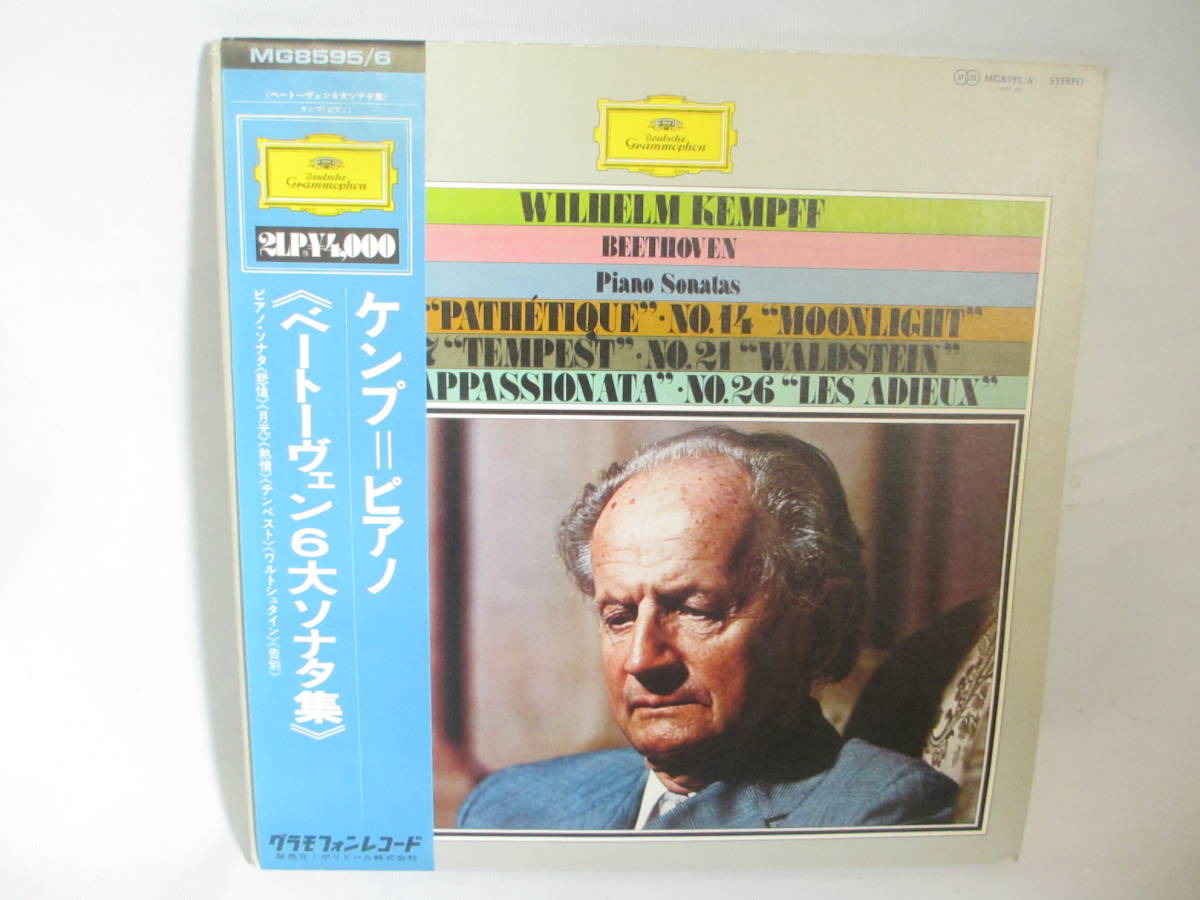 MG8595/6
《ベートーヴェン6大ソナタ集》
ケンプ(ピアノ)
Deutsche
Grammophon
2LP¥4,000
ケンプ=ピアノ
《ベートーヴェン6大ソナタ集》
ピアノ・ソナタ《悲愴》《月光》《熱情》《テンペスト》《ワルトシュタイン》《告別》
グラモフォンレコード
発売元:ポリドール株式会社
MG8595/6 STEREO
Deutsche
Grammophon
WILHELM KEMPFF
BEETHOVEN
Piano Sonatas
“PATHÉTIQUE”·NO.14 “MOONLIGHT”
7 “TEMPEST”·NO.21 “WALDSTEIN”
APPASSIONATA”·NO.26 “LES ADIEUX”